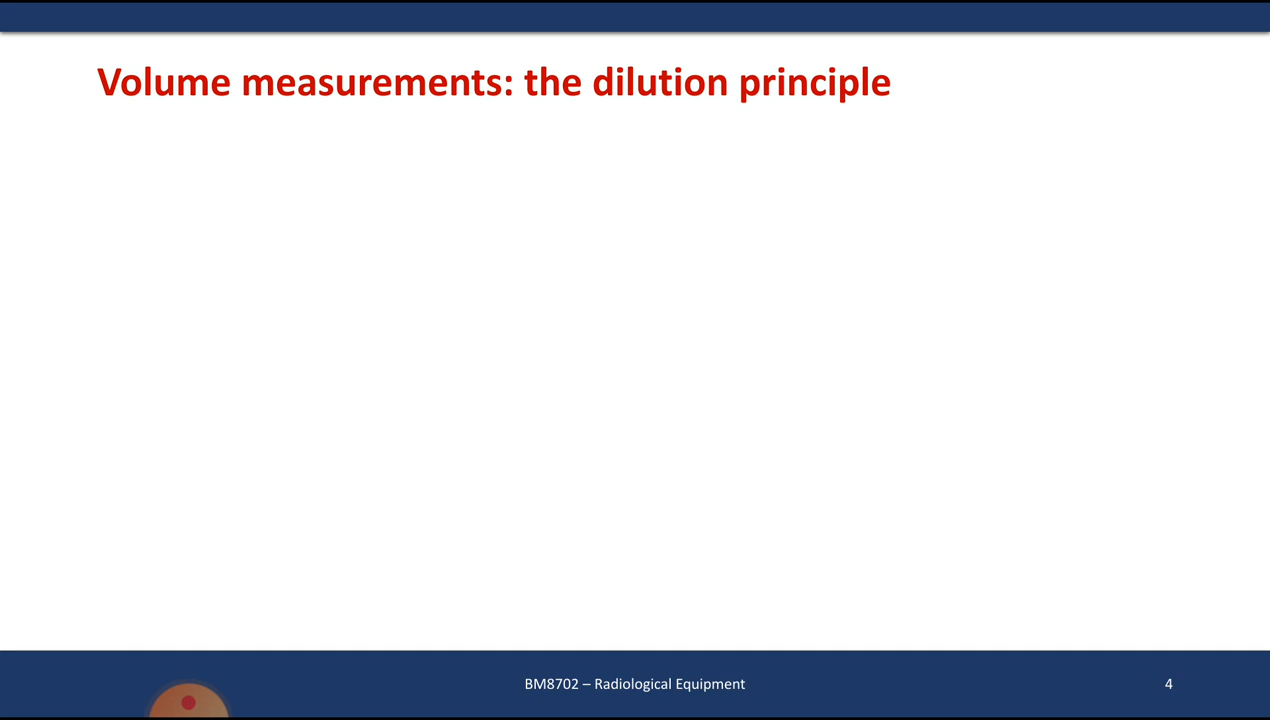 Volume measurements: the dilution principle
BM8702 – Radiological Equipment
4